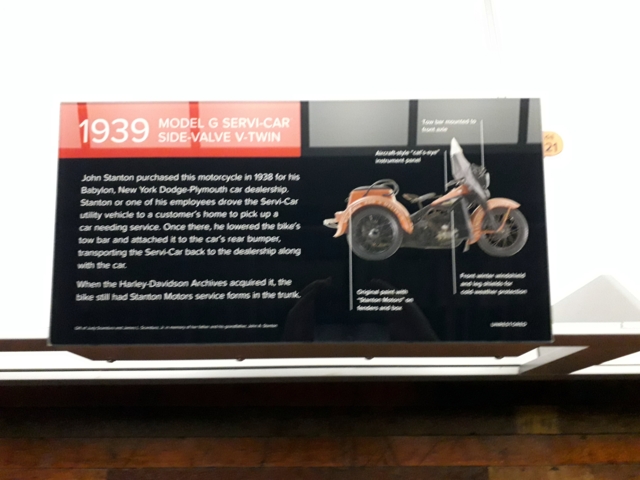 1939 MODEL G SERVI-CAR
SIDE-VALVE V-TWIN
John Stanton purchased this motorcycle in 1938 for his
Babylon, New York Dodge-Plymouth car dealership.
Stanton or one of his employees drove the Servi-Car
utility vehicle to a customer's home to pick up a
car needing service. Once there, he lowered the bike's
tow bar and attached it to the car's rear bumper,
transporting the Servi-Car back to the dealership along
with the car.
When the Harley-Davidson Archives acquired it, the
bike still had Stanton Motors service forms in the trunk.
Tow bar mounted to
front axle
Aircraft-style "cat's eye"
instrument panel
Original paint with
"Stanton Motors" on
fenders and box
Front winter windshield
and leg shields for
cold weather protection
UNRESTORED
21